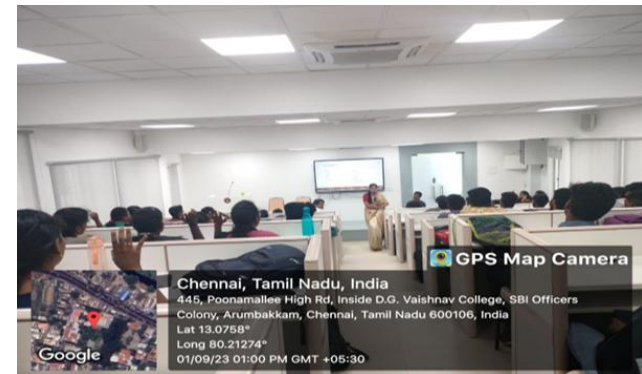 GPS Map Camera
Chennai, Tamil Nadu, India
445, Poonamallee High Rd, Inside D.G. Vaishnav College, SBI Officers
Colony, Arumbakkam, Chennai, Tamil Nadu 600106, India
Lat 13.0758°
Long 80.21274°
01/09/23 01:00 PM GMT +05:30
Google